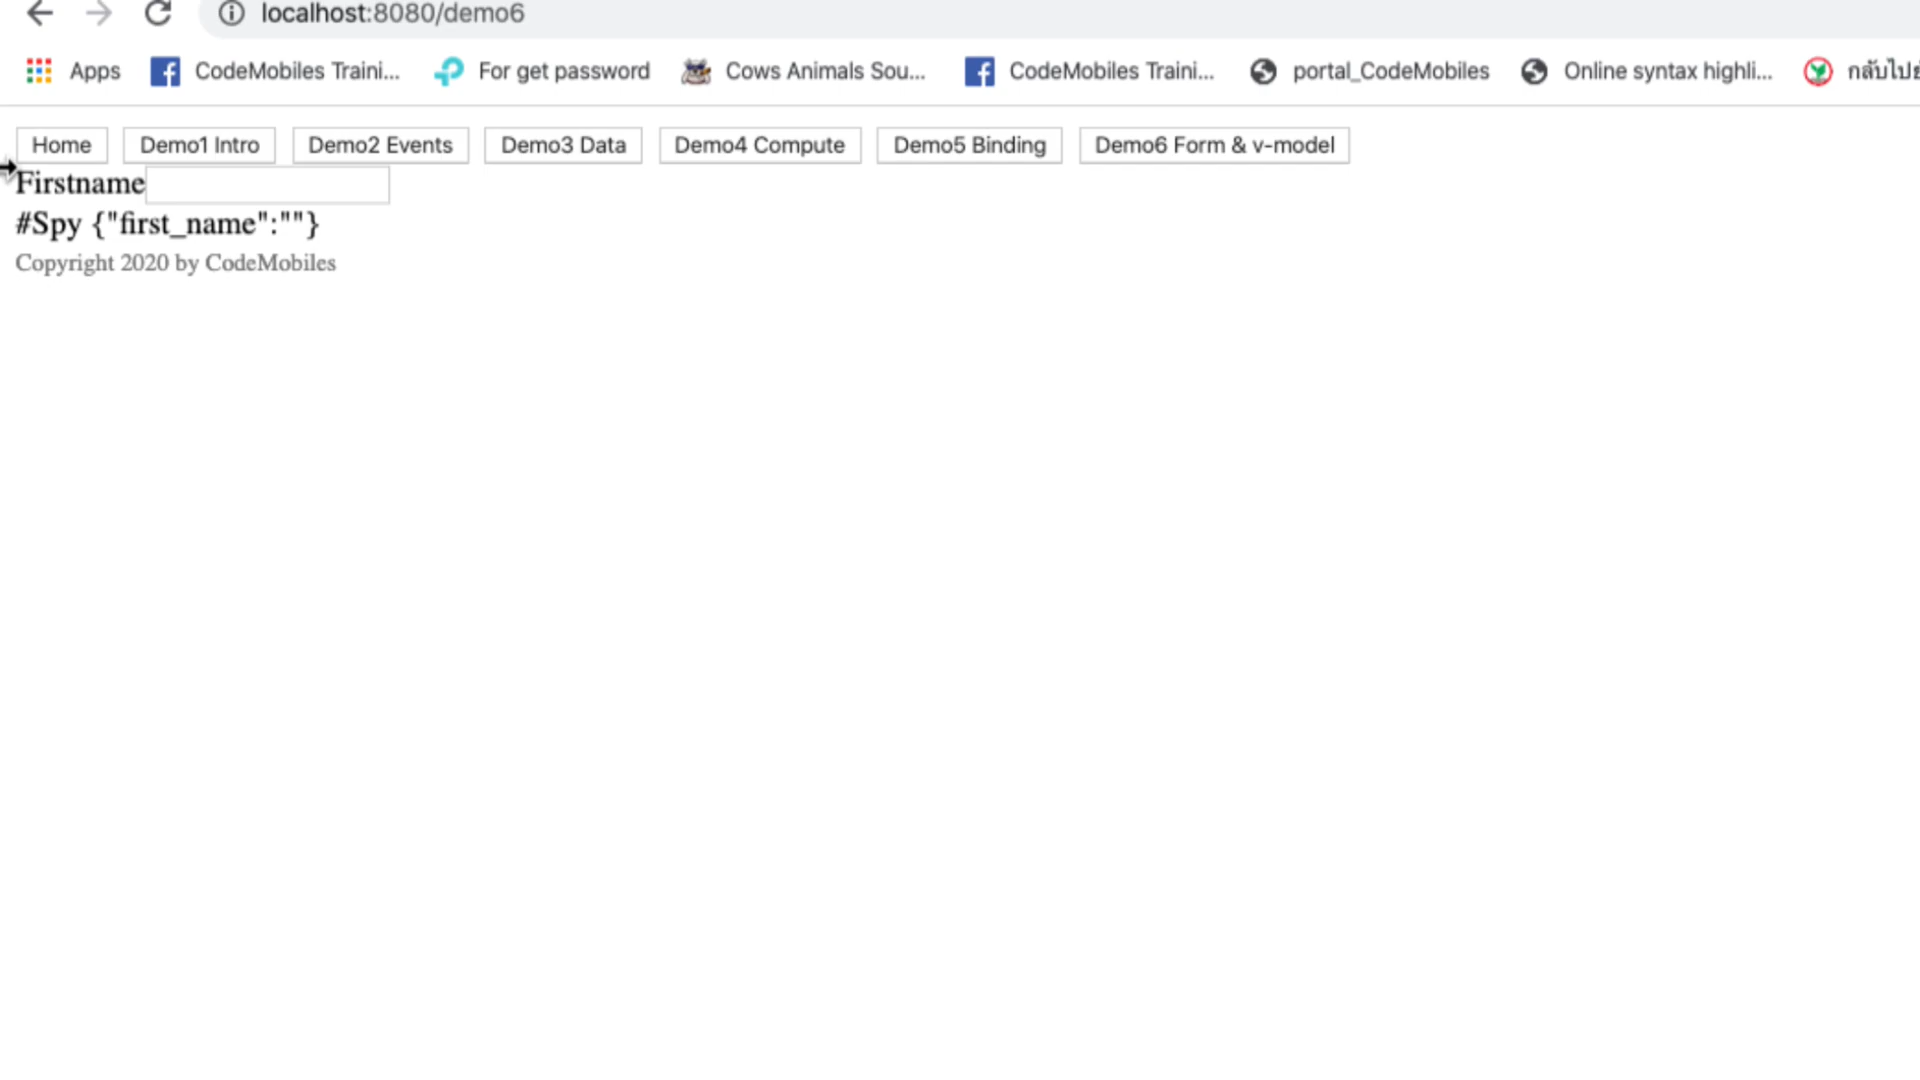 localhost:8080/demo6
Apps CodeMobiles Traini... For get password Cows Animals Sou... CodeMobiles Traini... portal_CodeMobiles Online syntax highli...
Home Demo1 Intro Demo2 Events Demo3 Data Demo4 Compute Demo5 Binding Demo6 Form & v-model
Firstname
#Spy {"first_name":""}
Copyright 2020 by CodeMobiles